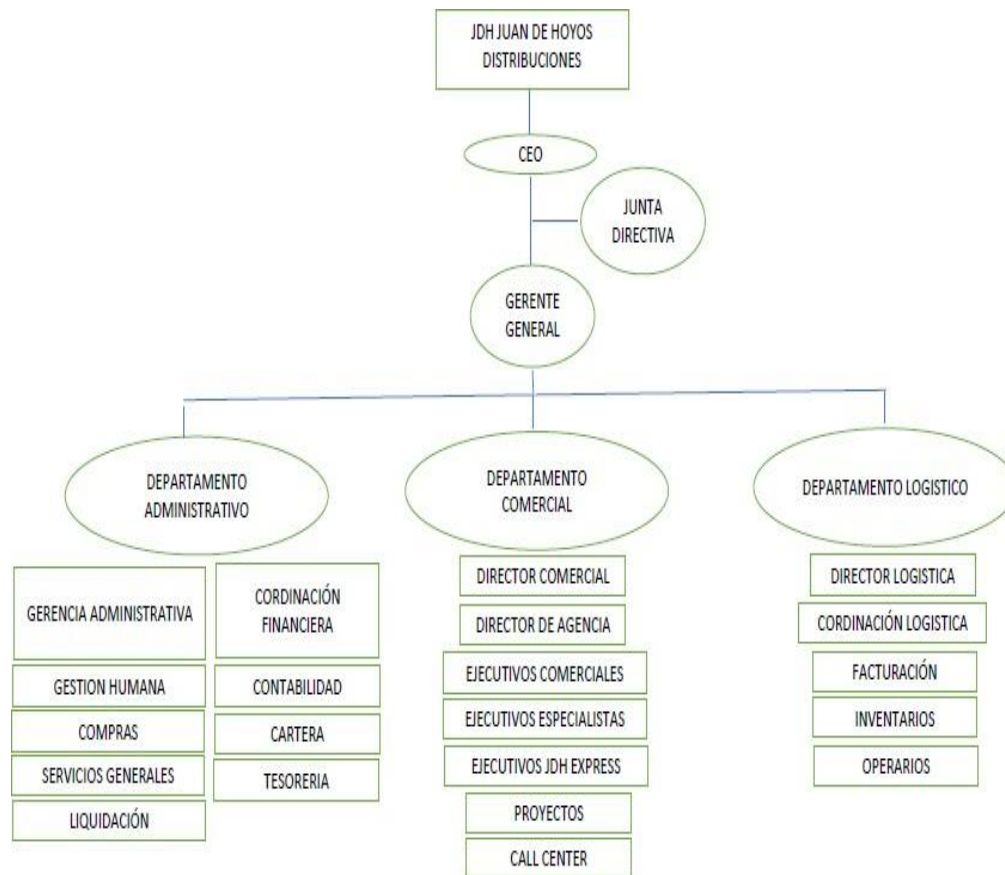 JDH JUAN DE HOYOS
DISTRIBUCIONES
CEO
JUNTA
DIRECTIVA
GERENTE
GENERAL
DEPARTAMENTO
ADMINISTRATIVO
DEPARTAMENTO
COMERCIAL
DEPARTAMENTO LOGISTICO
GERENCIA ADMINISTRATIVA
GESTION HUMANA
COMPRAS
SERVICIOS GENERALES
LIQUIDACIÓN
CORDINACIÓN
FINANCIERA
CONTABILIDAD
CARTERA
TESORERIA
DIRECTOR COMERCIAL
DIRECTOR DE AGENCIA
EJECUTIVOS COMERCIALES
EJECUTIVOS ESPECIALISTAS
EJECUTIVOS JDH EXPRESS
PROYECTOS
CALL CENTER
DIRECTOR LOGISTICA
CORDINACIÓN LOGISTICA
FACTURACIÓN
INVENTARIOS
OPERARIOS